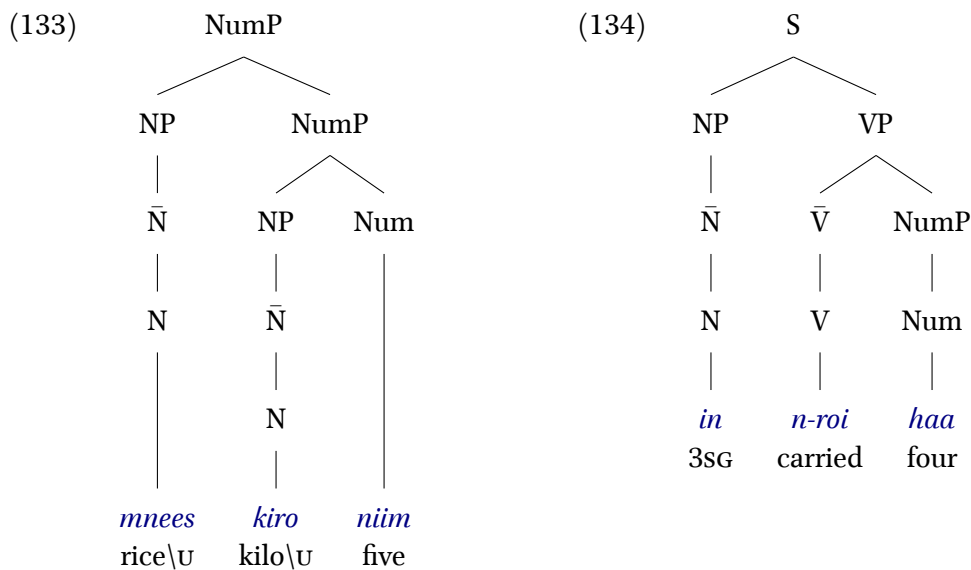 (133) NumP (134) S
NP NumP NP VP
N̄ NP Num N̄ V̄ NumP
N N̄ N V Num
N in n-roi haa
3SG carried four
mnees kiro niim
rice\U kilo\U five